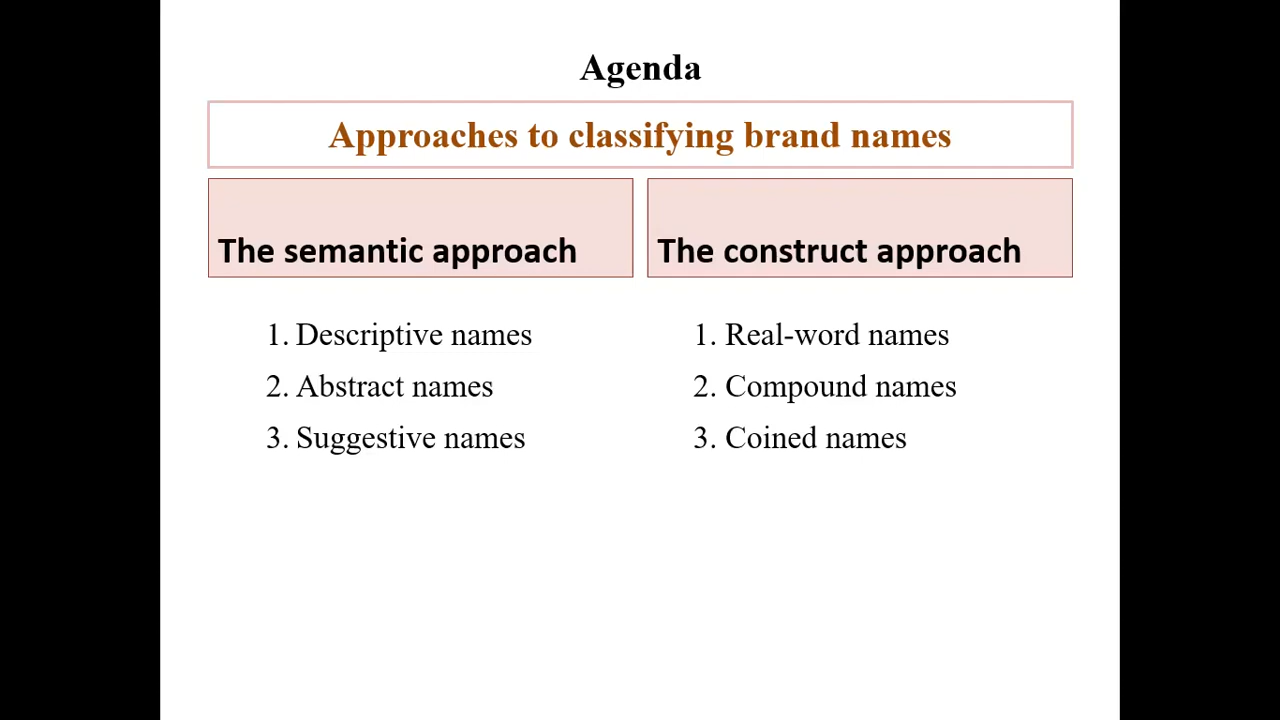 Agenda
Approaches to classifying brand names
The semantic approach
1. Descriptive names
2. Abstract names
3. Suggestive names
The construct approach
1. Real-word names
2. Compound names
3. Coined names